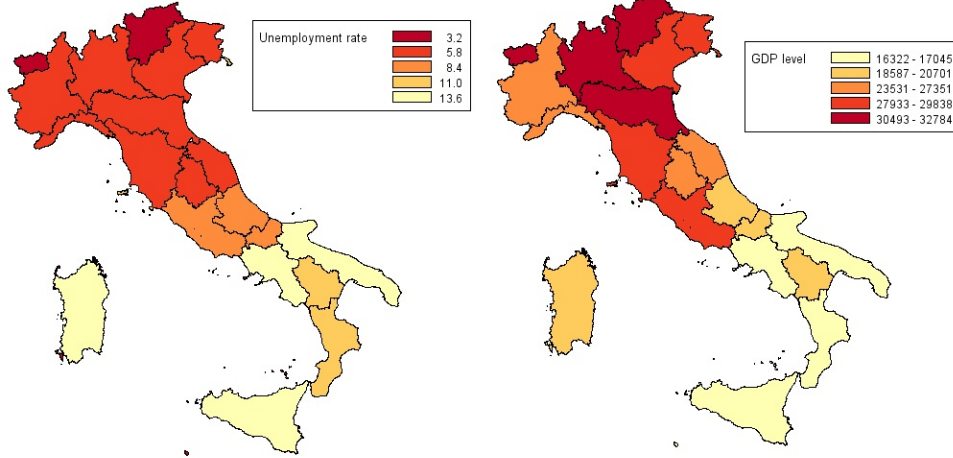 Unemployment rate
3.2
5.8
8.4
11.0
13.6
GDP level
16322 - 17045
18587 - 20701
23531 - 27351
27933 - 29838
30493 - 32784